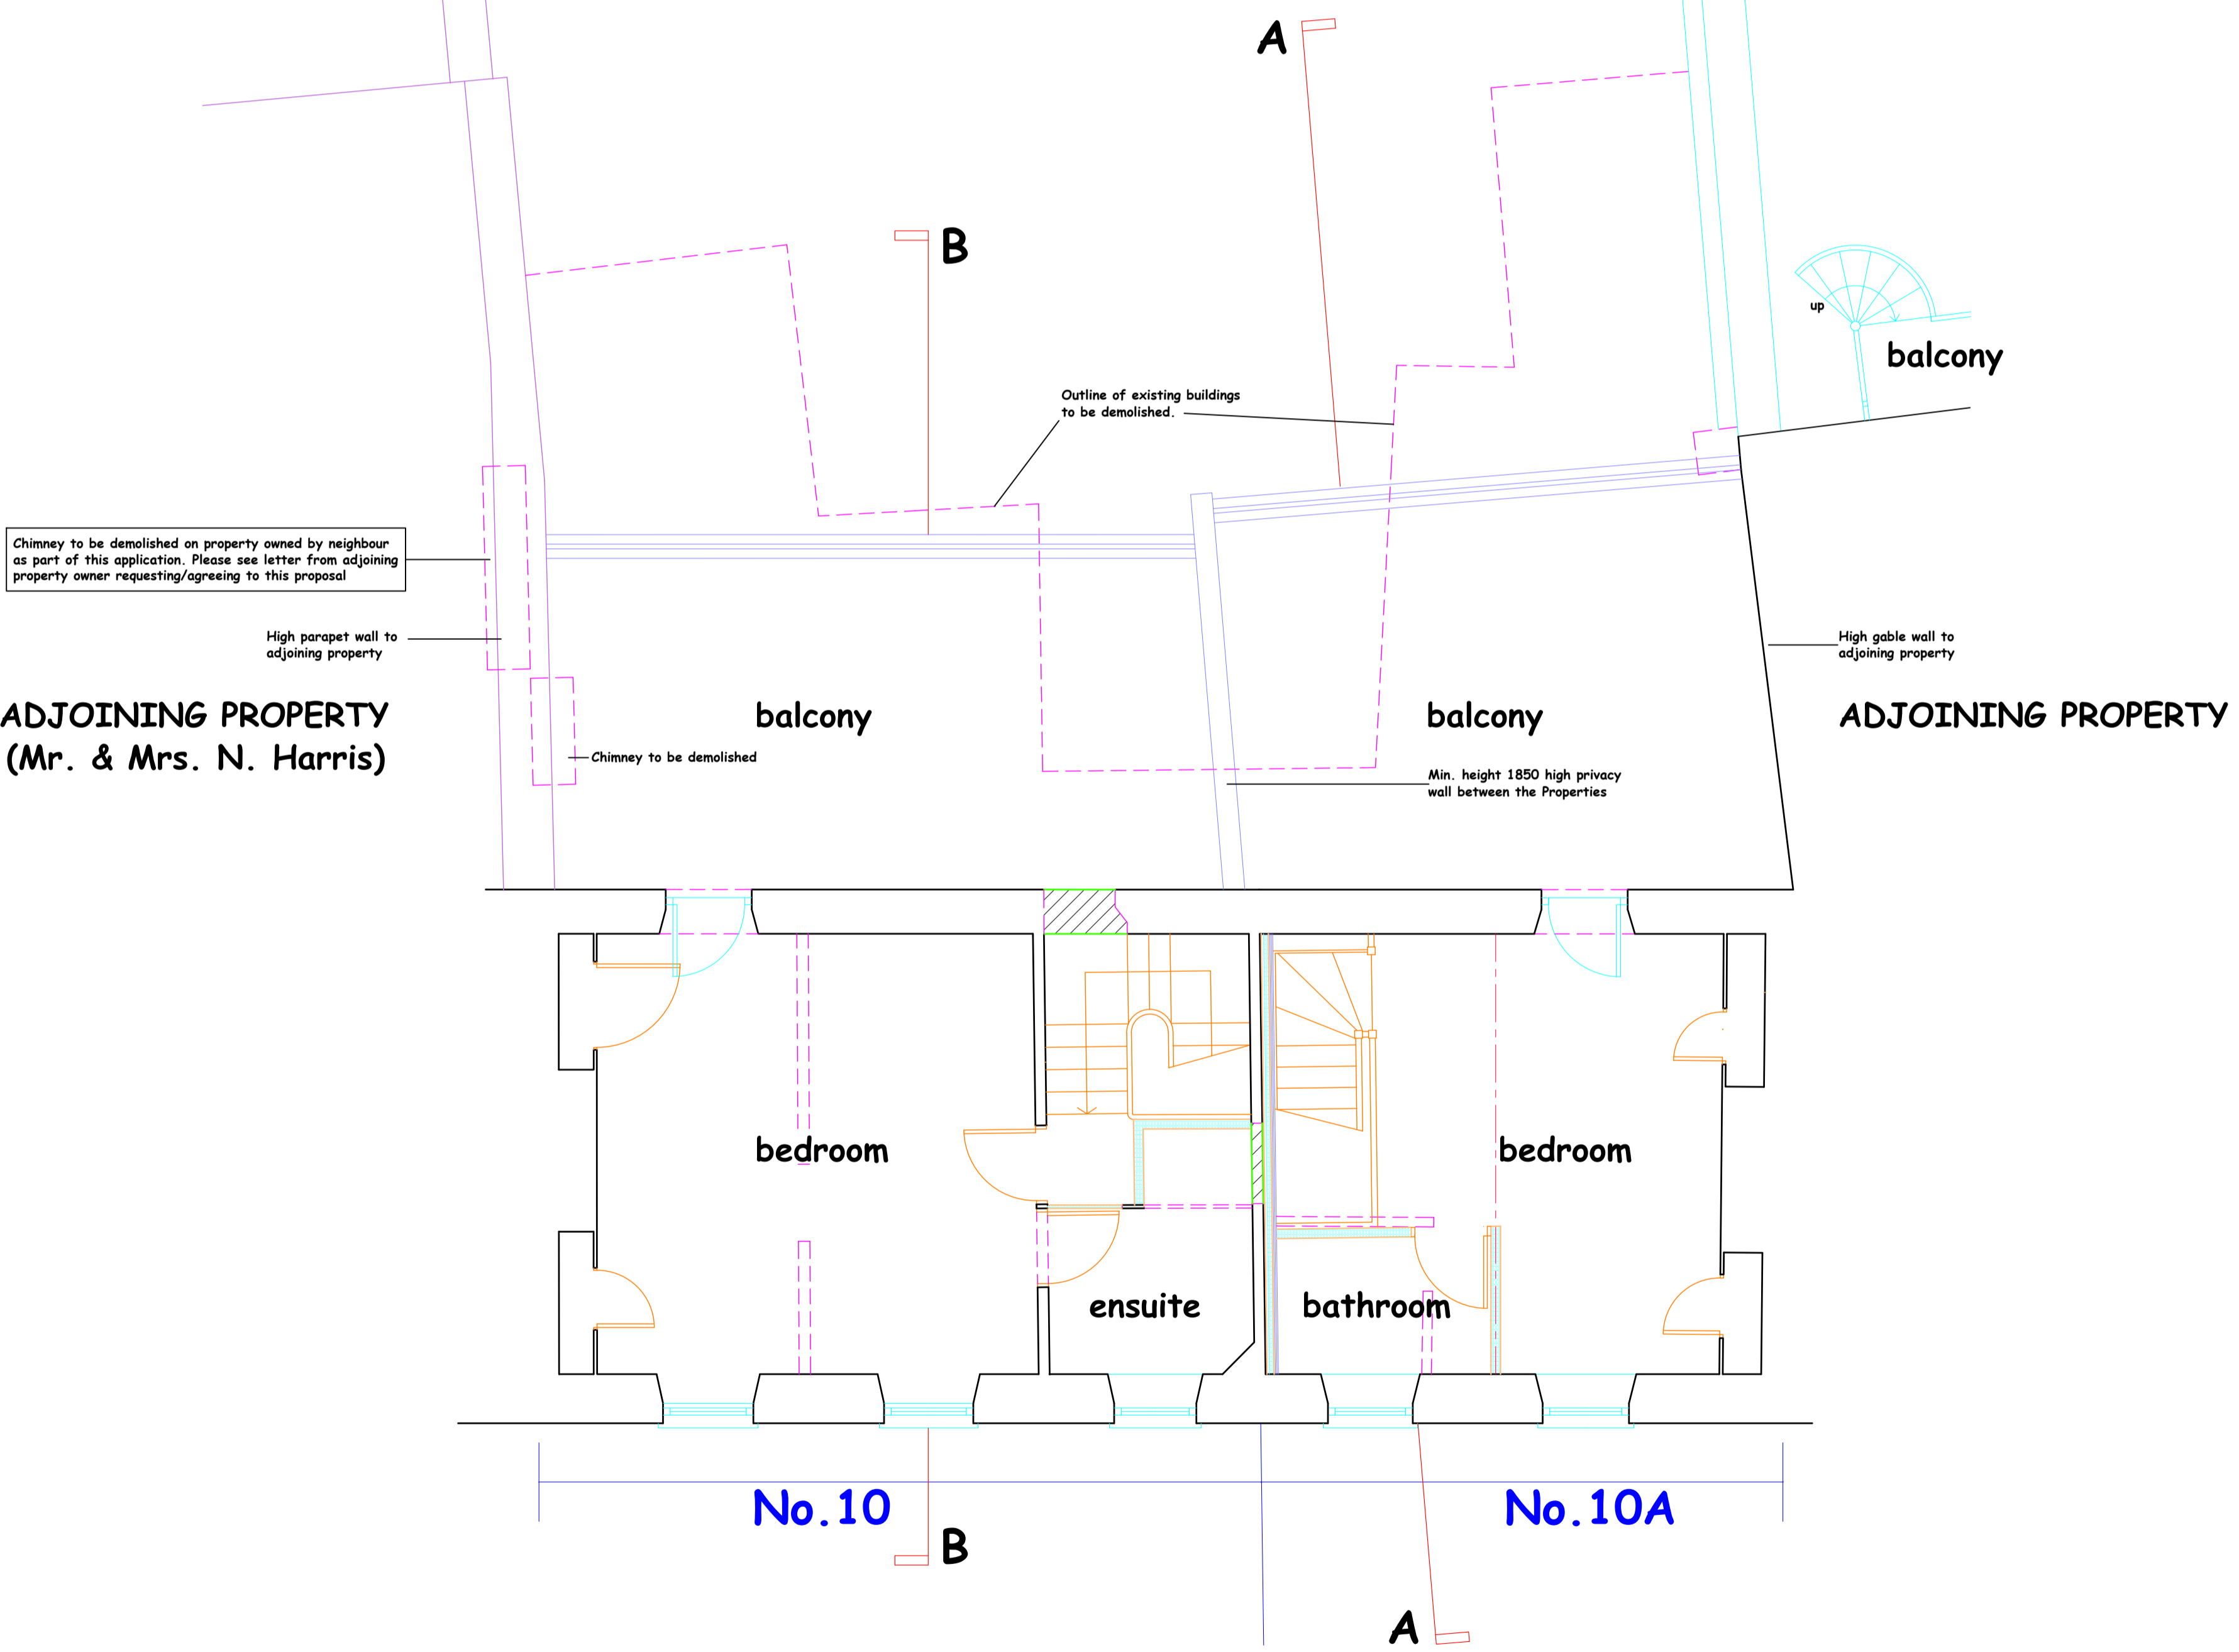 A
B
up
balcony
Outline of existing buildings
to be demolished.
Chimney to be demolished on property owned by neighbour
as part of this application. Please see letter from adjoining
property owner requesting/agreeing to this proposal
High parapet wall to
adjoining property
High gable wall to
adjoining property
ADJOINING PROPERTY
(Mr. & Mrs. N. Harris)
balcony
balcony
ADJOINING PROPERTY
Chimney to be demolished
Min. height 1850 high privacy
wall between the Properties
bedroom
bedroom
ensuite
bathroom
No.10
No.10A
B
A